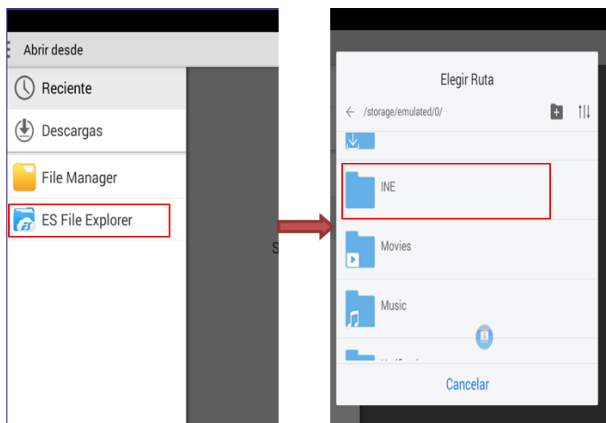 Abrir desde
Reciente
Descargas
File Manager
ES File Explorer
S
Elegir Ruta
/storage/emulated/0/
INE
Movies
Music
Cancelar